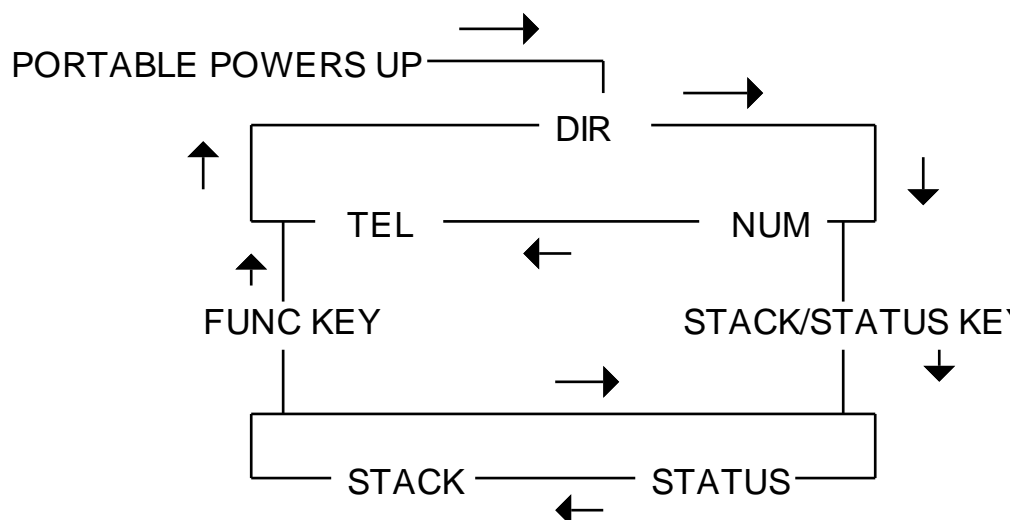 PORTABLE POWERS UP
DIR
TEL NUM
FUNC KEY STACK/STATUS KEY
STACK STATUS